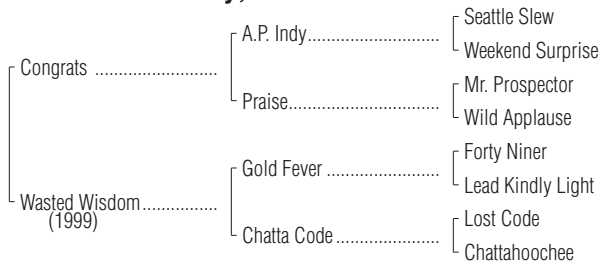 Seattle Slew
A.P. Indy
Weekend Surprise
Congrats
Mr. Prospector
Praise
Wild Applause
Forty Niner
Gold Fever
Lead Kindly Light
Wasted Wisdom
(1999)
Lost Code
Chatta Code
Chattahoochee